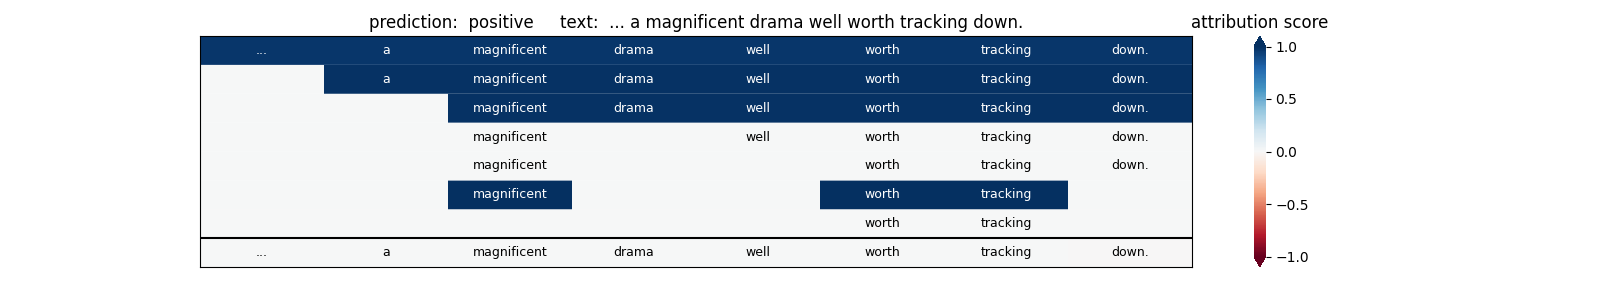 prediction:  positive     text:  ... a magnificent drama well worth tracking down.     attribution score
... a magnificent drama well worth tracking down.
a magnificent drama well worth tracking down.
magnificent drama well worth tracking down.
magnificent well worth tracking down.
magnificent worth tracking down.
magnificent worth tracking
worth tracking
... a magnificent drama well worth tracking down.
1.0
0.5
0.0
−0.5
−1.0